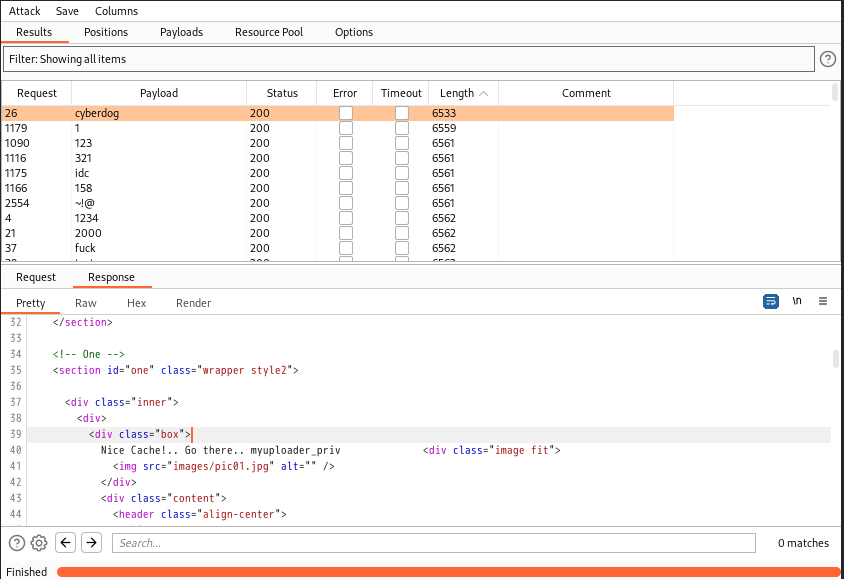 Attack Save Columns
Results Positions Payloads Resource Pool Options
Filter: Showing all items ?
Request Payload Status Error Timeout Length Comment
26 cyberdog 200 6533
1179 1 200 6559
1090 123 200 6561
1116 321 200 6561
1175 idc 200 6561
1166 158 200 6561
2554 ~!@ 200 6561
4 1234 200 6562
21 2000 200 6562
37 fuck 200 6562
Request Response
Pretty Raw Hex Render \n
32 </section>
33
34 <!-- One -->
35 <section id="one" class="wrapper style2">
36
37 <div class="inner">
38 <div>
39 <div class="box">
40 Nice Cache!.. Go there.. myuploader_priv <div class="image fit">
41 <img src="images/pic01.jpg" alt="" />
42 </div>
43 <div class="content">
44 <header class="align-center">
? Search... 0 matches
Finished